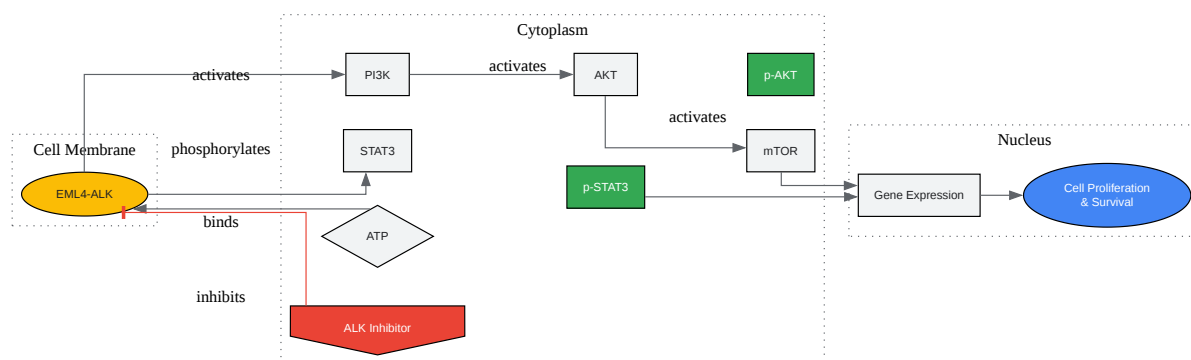 Cytoplasm
activates
PI3K
activates
AKT
p-AKT
activates
Cell Membrane
phosphorylates
STAT3
mTOR
Nucleus
EML4-ALK
p-STAT3
Gene Expression
Cell Proliferation
& Survival
binds
ATP
inhibits
ALK Inhibitor